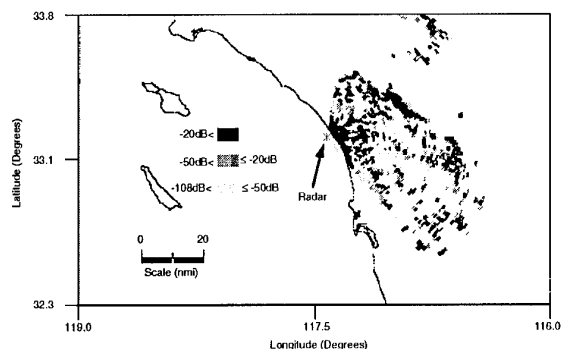 33.8
-20dB<
-50dB< ≤ -20dB
-108dB< ≤ -50dB
33.1
Radar
0 20
Scale (nmi)
32.3
119.0 117.5 116.0
Longitude (Degrees)
Latitude (Degrees)